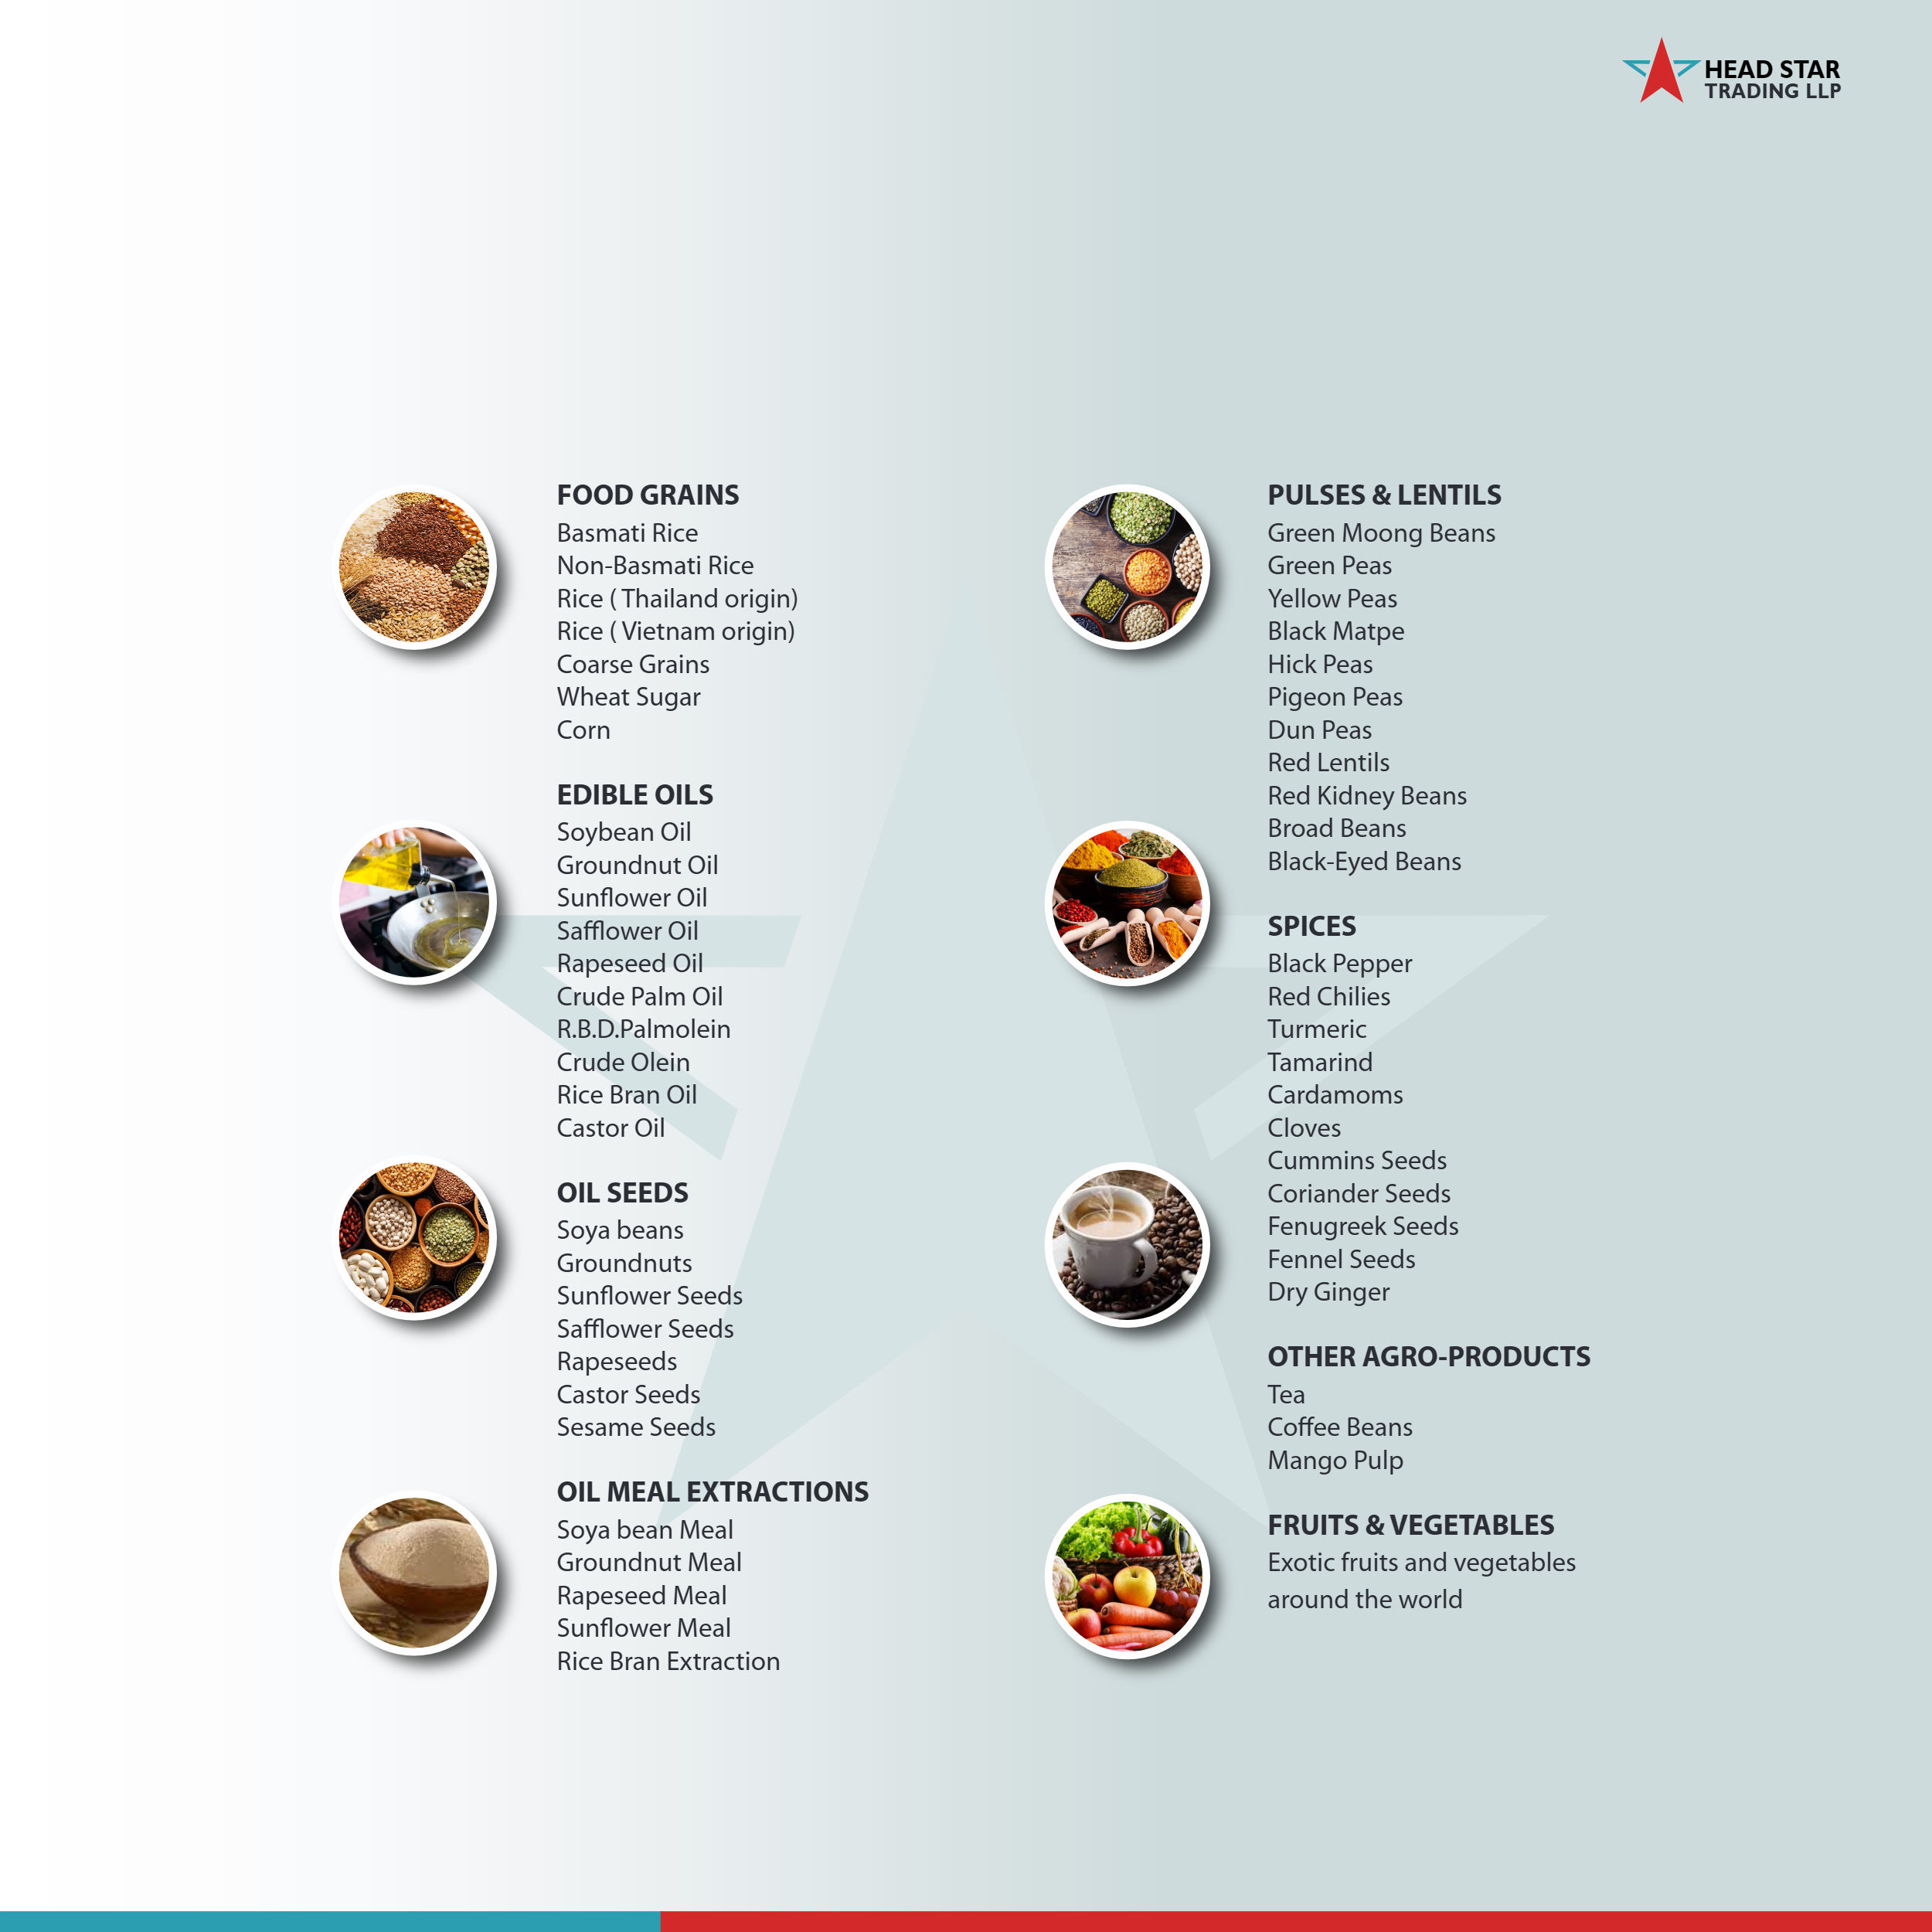 HEAD STAR
TRADING LLP
FOOD GRAINS
Basmati Rice
Non-Basmati Rice
Rice ( Thailand origin)
Rice ( Vietnam origin)
Coarse Grains
Wheat Sugar
Corn
EDIBLE OILS
Soybean Oil
Groundnut Oil
Sunflower Oil
Safflower Oil
Rapeseed Oil
Crude Palm Oil
R.B.D.Palmolein
Crude Olein
Rice Bran Oil
Castor Oil
OIL SEEDS
Soya beans
Groundnuts
Sunflower Seeds
Safflower Seeds
Rapeseeds
Castor Seeds
Sesame Seeds
OIL MEAL EXTRACTIONS
Soya bean Meal
Groundnut Meal
Rapeseed Meal
Sunflower Meal
Rice Bran Extraction
PULSES & LENTILS
Green Moong Beans
Green Peas
Yellow Peas
Black Matpe
Hick Peas
Pigeon Peas
Dun Peas
Red Lentils
Red Kidney Beans
Broad Beans
Black-Eyed Beans
SPICES
Black Pepper
Red Chilies
Turmeric
Tamarind
Cardamoms
Cloves
Cummins Seeds
Coriander Seeds
Fenugreek Seeds
Fennel Seeds
Dry Ginger
OTHER AGRO-PRODUCTS
Tea
Coffee Beans
Mango Pulp
FRUITS & VEGETABLES
Exotic fruits and vegetables
around the world